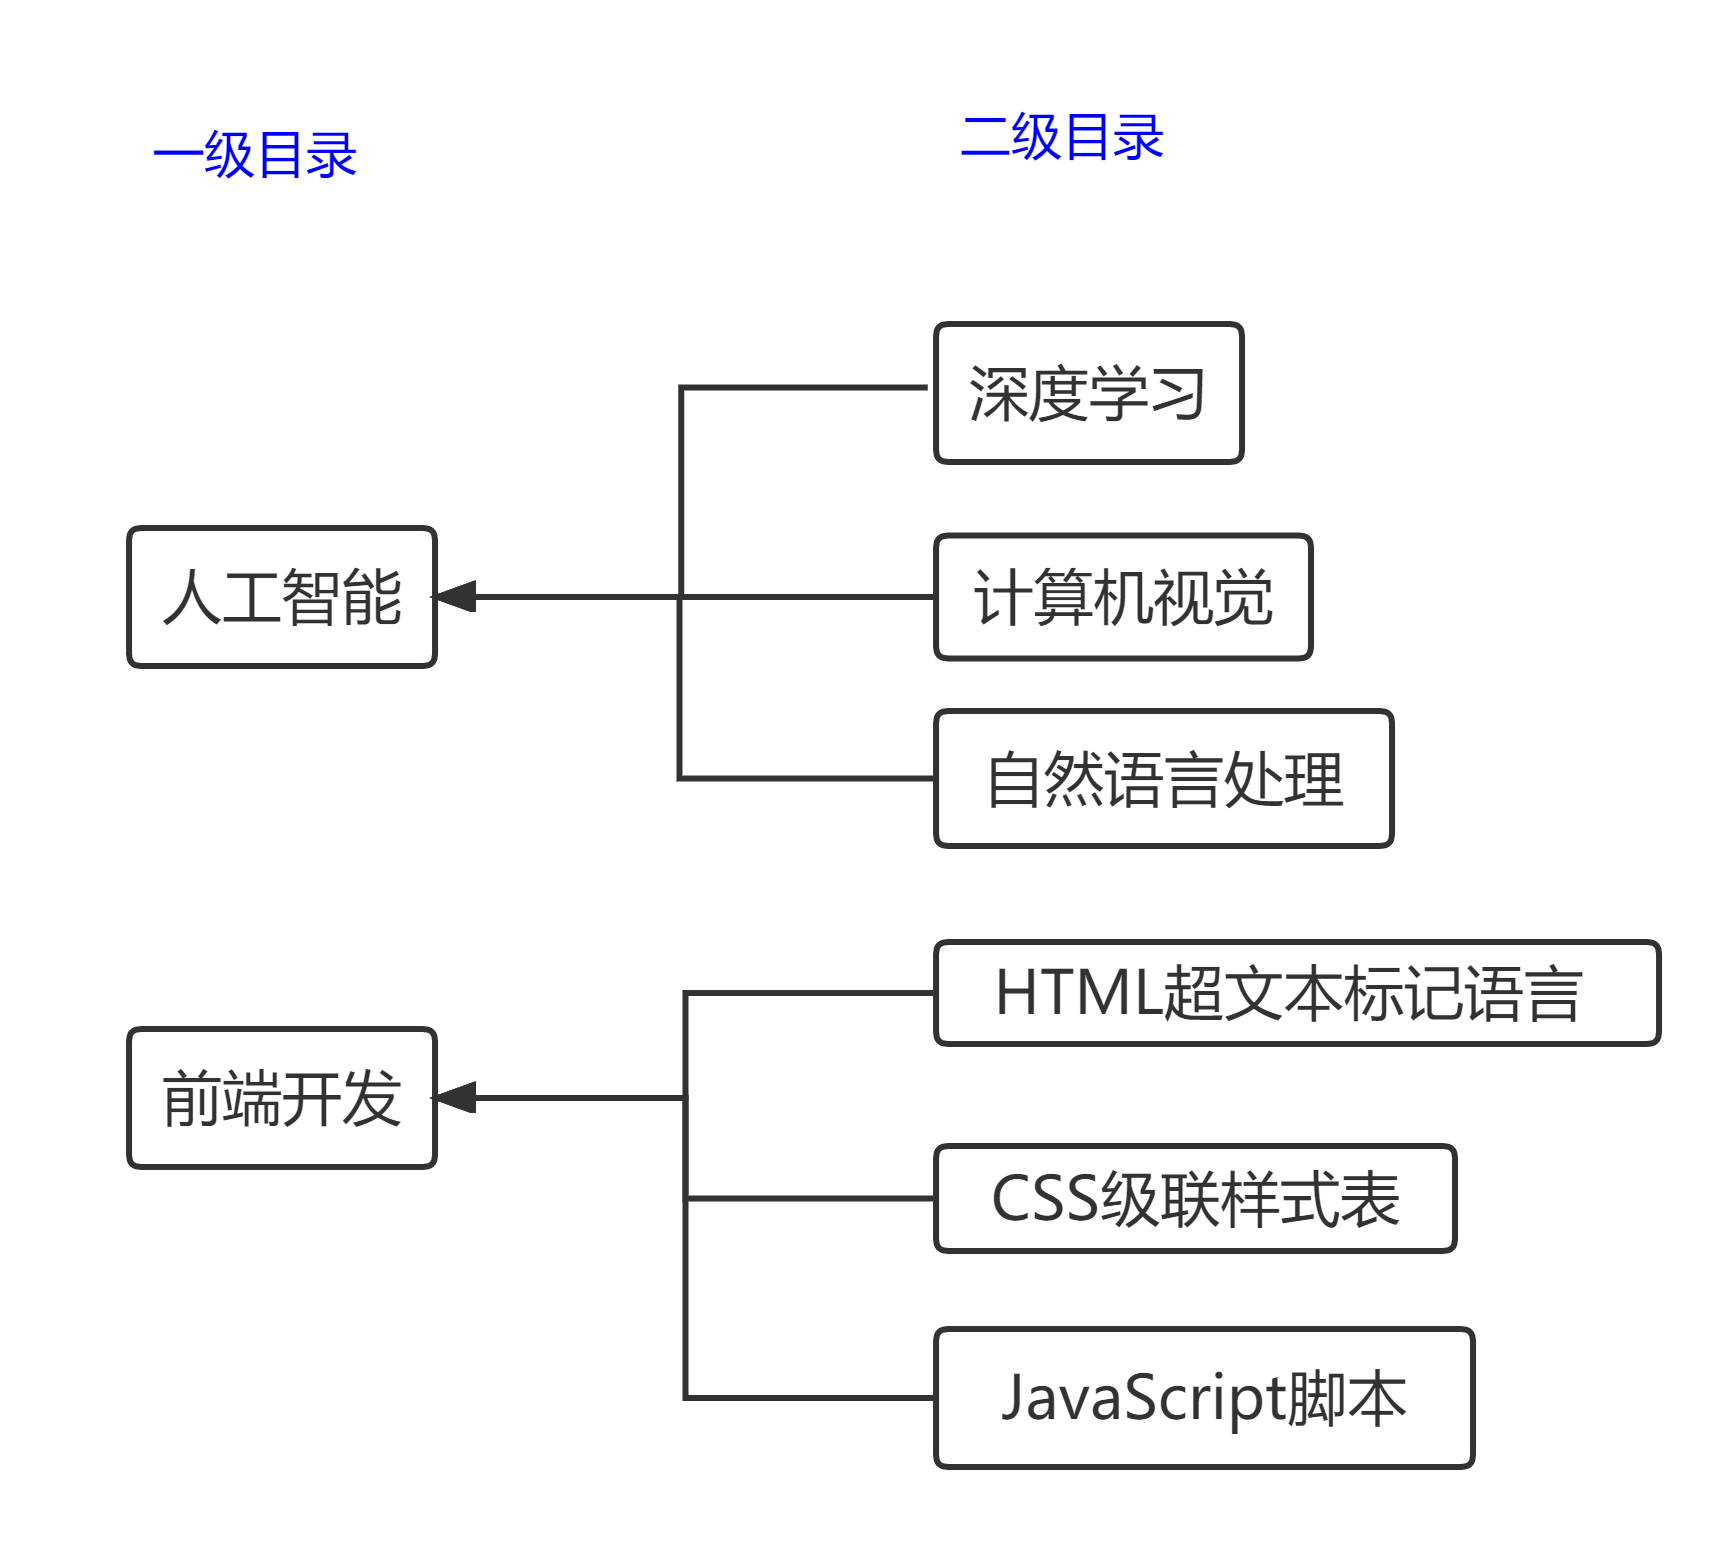 一级目录
二级目录
深度学习
人工智能
计算机视觉
自然语言处理
HTML超文本标记语言
前端开发
CSS级联样式表
JavaScript脚本